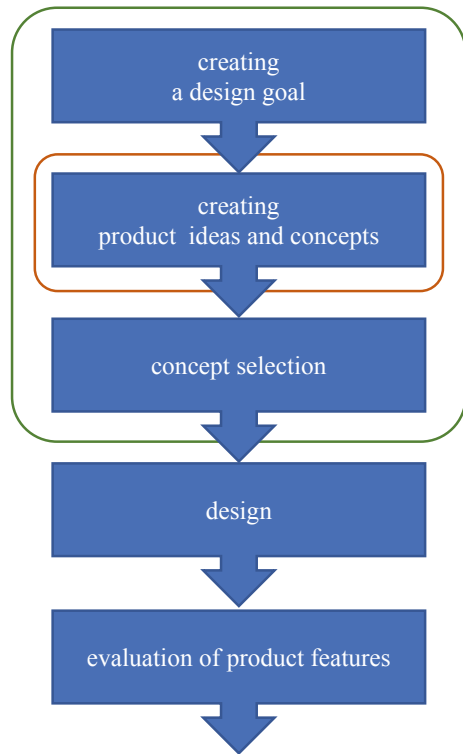 creating
a design goal
creating
product ideas and concepts
concept selection
design
evaluation of product features